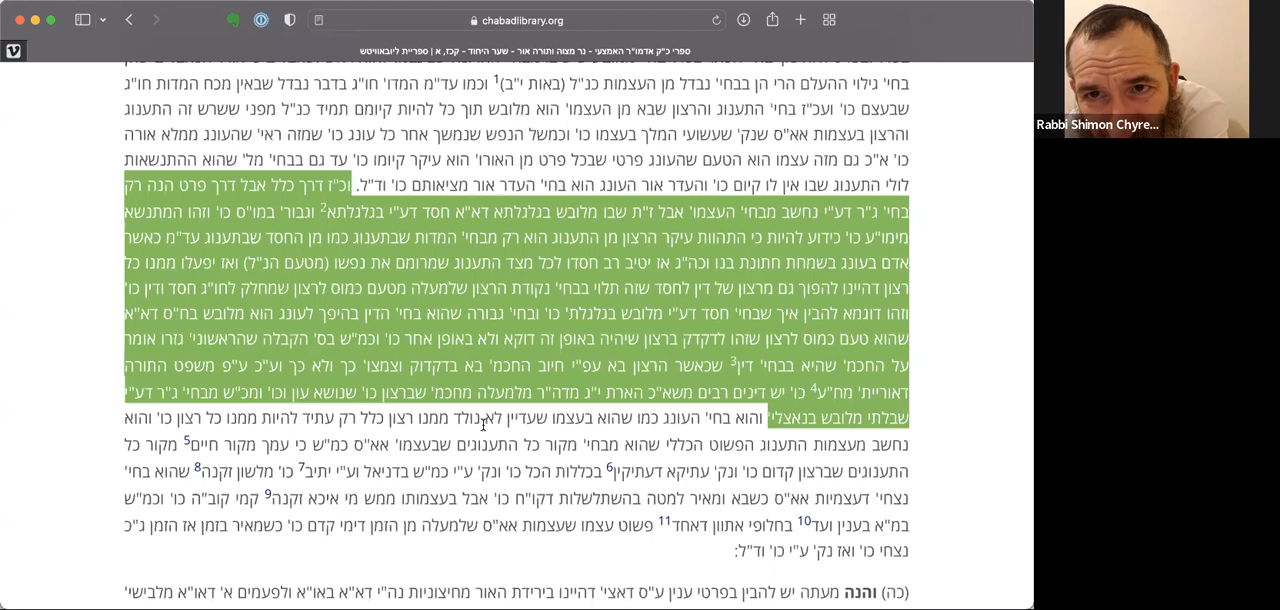 chabadlibrary.org
ספרי כ"ק אדמו"ר האמצעי - נר מצוה ותורה אור - שער היחוד - קכז, א | ספריית ליובאוויטש
בחי' גילוי ההעלם הרי הן בבחי' נבדל מן העצמות כנ"ל (באות י"ב)1 וכמו עד"מ המדו' חו"ג בדבר נבדל שבאין מכח המדות חו"ג
שבעצם כו' ועכ"ז בחי' התענוג והרצון שבא מן העצמו' הוא מלובש תוך כל להיות קיומם תמיד כנ"ל מפני ששרש זה התענוג
והרצון בעצמות אא"ס שנק' שעשועי המלך בעצמו כו' וכמשל הנפש שנגזרו אחר כל עונג כו' שמזה ראי' שהעונג ממלא אורה
כו' א"כ גם מזה עצמו הוא הטעם שהעונג פרטי שבכל פרט מן האורו' הוא עיקר קיומו כו' עד גם בבחי' מל' שהוא ההתנשאות
לולי התענוג שבו אין לו קיום כו' והעדר אור העונג הוא בחי' העדר אור מציאותם כו' וד"ל. וכ"ז דרך כלל אבל דרך פרט הנה רק
בחי' ג"ר דע"י נחשב מבחי' העצמו' אבל ז"ת שבו מלובש בגלגלתא דא"א חסד דע"י בגלגלתא2 וגבור' במו"ס כו' וזהו המתנשא
מימו"ע כו' כידוע להיות כי התהוות עיקר הרצון מן התענוג הוא רק מבחי' המדות שבתענוג כמו מן החסד שבתענוג עד"מ כאשר
אדם בעונג בשמחת חתונת בנו וכה"ג אז יטיב רב חסדו לכל מצד התענוג שמרומם את נפשו (מטעם הנ"ל) ואז יפעלו ממנו כל
רצון דהיינו להפוך גם מרצון של דין לחסד שזה תלוי בבחי' נקודת הרצון שלמעלה מטעם כמוס לרצון שמחלק לחו"ג חסד ודין כו'
וזהו דוגמא להבין איך שבחי' חסד דע"י מלובש בגלגלת' כו' ובחי' גבורה שהוא בחי' הדין בהיפך לעונג הוא מלובש בח"ס דא"א
שהוא טעם כמוס לרצון שזהו לדקדק ברצון שיהיה באופן זה דוקא ולא באופן אחר כו' וכמ"ש בס' הקבלה שהראשוני' גזרו אומר
על החכמ' שהיא בבחי' דין3 שכאשר הרצון בא עפ"י חיוב החכמ' בא בדקדוק וצמצו' כך ולא כך וע"כ ע"פ משפט התורה
דאוריית' מח"ע4 כו' יש דינים רבים משא"כ הארת י"ג מדה"ר מלמעלה מחכמ' שברצון כו' שנושא עון וכו' ומכ"ש מבחי' ג"ר דע"י
שבלתי מלובש בנאצלי' והוא בחי' העונג כמו שהוא בעצמו שעדיין לא נולד ממנו רצון כלל רק עתיד להיות ממנו כל רצון כו' והוא
נחשב מעצמות התענוג הפשוט הכללי שהוא מבחי' מקור כל התענוגים שבעצמו' אא"ס כמ"ש כי עמך מקור חיים5 מקור כל
התענוגים שברצון קדום כו' ונק' עתיקא דעתיקין6 בכללות הכל כו' ונק' ע"י כמ"ש בדניאל וע"י יתיב7 כו' מלשון זקנה8 שהוא בחי'
נצחי' דעצמיות אא"ס כשבא ומאיר למטה בהשתלשלות דקו"ח כו' אבל בעצמותו ממש מי איכא זקנה9 קמי קוב"ה כו' וכמ"ש
במ"א בענין ועד10 בחלופי אתוון דאחד11 פשוט עצמו שעצמות אא"ס שלמעלה מן הזמן דימי קדם כו' כשמאיר בזמן אז הזמן ג"כ
נצחי כו' ואז נק' ע"י כו' וד"ל:
(כה) והנה מעתה יש להבין בפרטי ענין ע"ס דאצי' דהיינו בירידת האור מחיצוניות נה"י דא"א באו"א ולפעמים א' דאו"א מלבישי'
Rabbi Shimon Chyre...